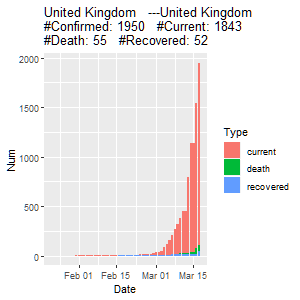 United Kingdom   ---United Kingdom
#Confirmed: 1950   #Current: 1843
#Death: 55   #Recovered: 52
2000
1500
1000
500
0
Num
Feb 01
Feb 15
Mar 01
Mar 15
Date
Type
current
death
recovered